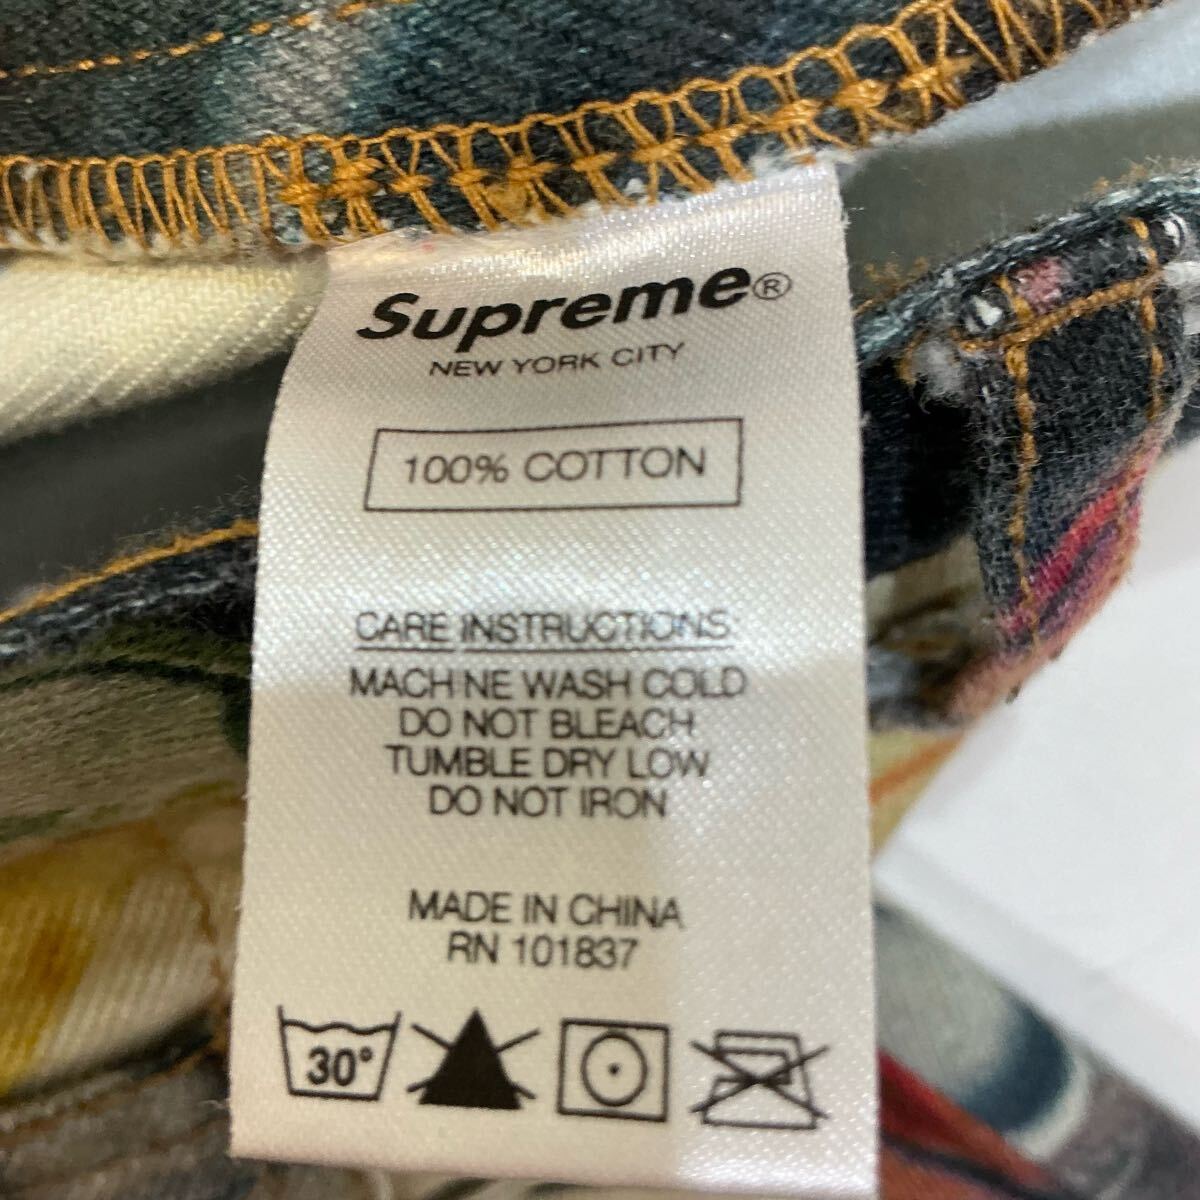 Supreme®
NEW YORK CITY
100% COTTON
CARE INSTRUCTIONS:
MACHINE WASH COLD
DO NOT BLEACH
TUMBLE DRY LOW
DO NOT IRON
MADE IN CHINA
RN 101837
30°